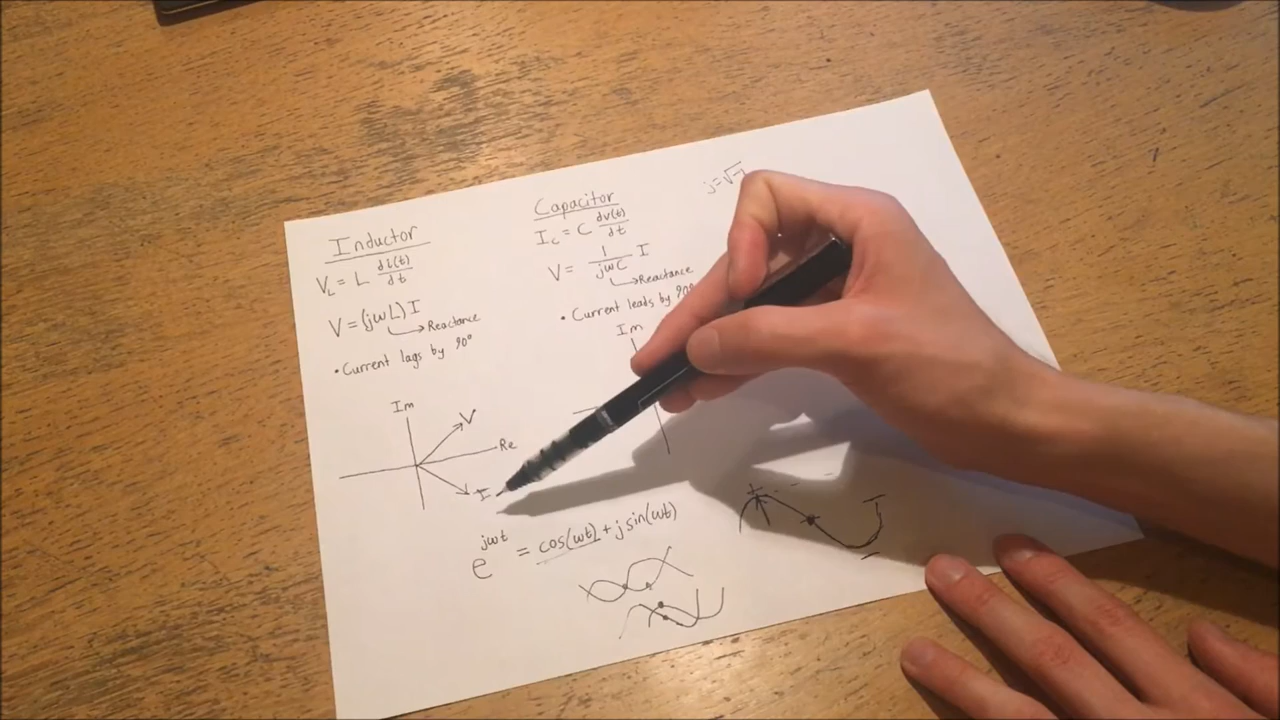 Inductor
V_L = L di(t)/dt
V = (jωL) I
→ Reactance
• Current lags by 90°
Im
V
Re
I
Capacitor
I_C = C dv(t)/dt
V = 1/(jωC) I
→ Reactance
• Current leads by 90°
Im
j = √-1
e^(jωt) = cos(ωt) + j sin(ωt)